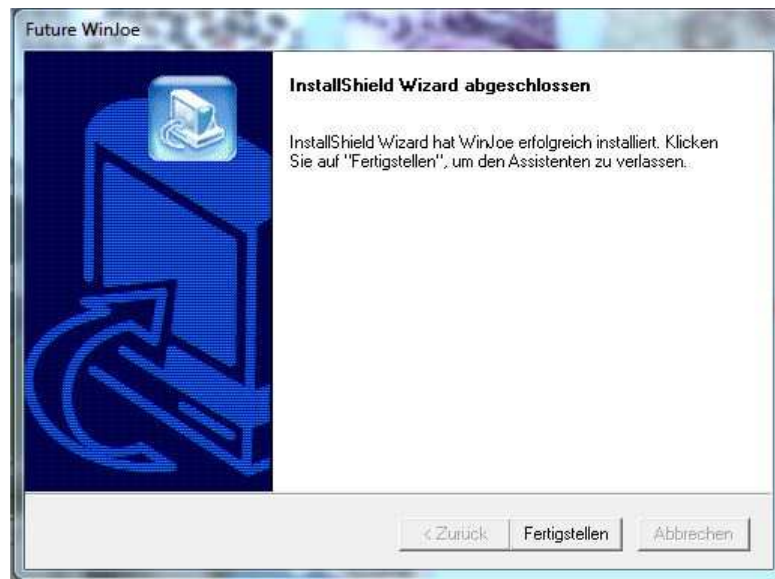 Future WinJoe
InstallShield Wizard abgeschlossen
InstallShield Wizard hat WinJoe erfolgreich installiert. Klicken
Sie auf "Fertigstellen", um den Assistenten zu verlassen.
< Zurück Fertigstellen Abbrechen